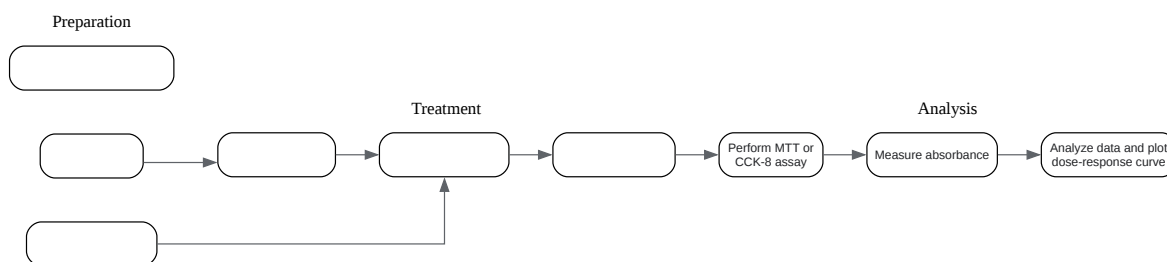 Preparation
Treatment
Analysis
Perform MTT or
CCK-8 assay
Measure absorbance
Analyze data and plot
dose-response curve